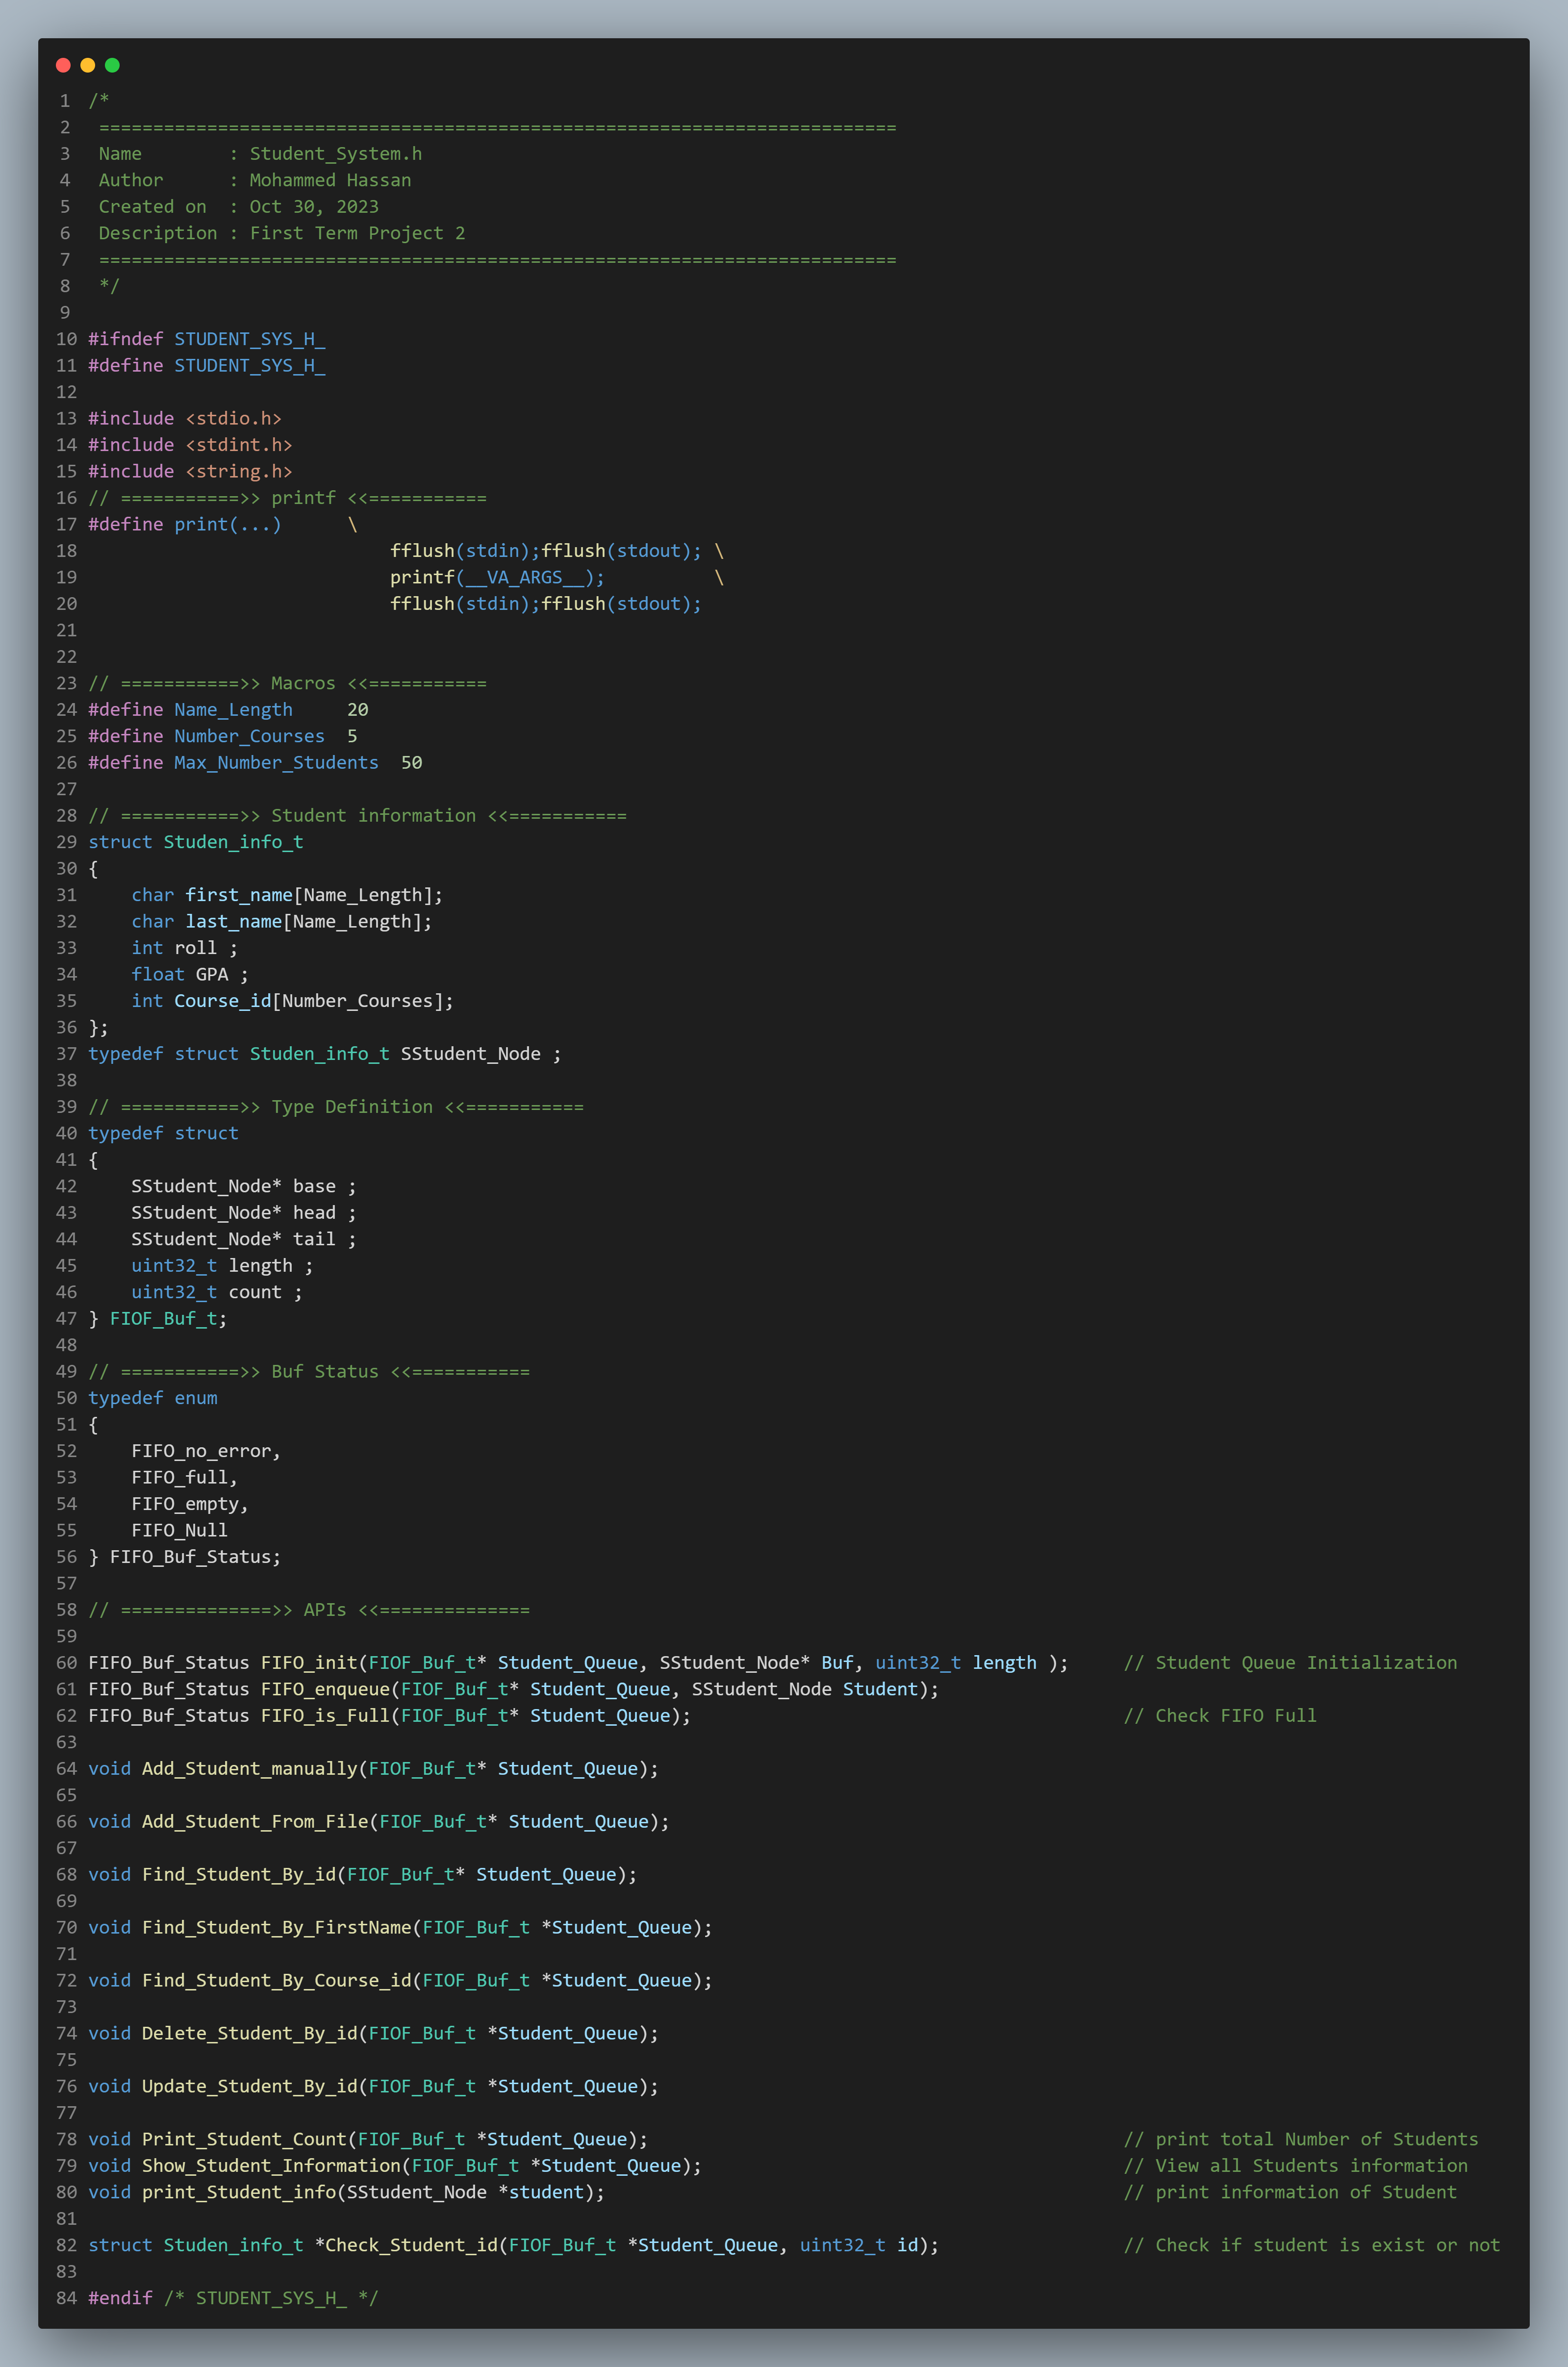 1 /*
2  ==========================================================================
3  Name        : Student_System.h
4  Author      : Mohammed Hassan
5  Created on  : Oct 30, 2023
6  Description : First Term Project 2
7  ==========================================================================
8  */
9
10 #ifndef STUDENT_SYS_H_
11 #define STUDENT_SYS_H_
12
13 #include <stdio.h>
14 #include <stdint.h>
15 #include <string.h>
16 // ===========>> printf <<===========
17 #define print(...)      \
18                             fflush(stdin);fflush(stdout); \
19                             printf(__VA_ARGS__);          \
20                             fflush(stdin);fflush(stdout);
21
22
23 // ===========>> Macros <<===========
24 #define Name_Length     20
25 #define Number_Courses  5
26 #define Max_Number_Students  50
27
28 // ===========>> Student information <<===========
29 struct Studen_info_t
30 {
31     char first_name[Name_Length];
32     char last_name[Name_Length];
33     int roll ;
34     float GPA ;
35     int Course_id[Number_Courses];
36 };
37 typedef struct Studen_info_t SStudent_Node ;
38
39 // ===========>> Type Definition <<===========
40 typedef struct
41 {
42     SStudent_Node* base ;
43     SStudent_Node* head ;
44     SStudent_Node* tail ;
45     uint32_t length ;
46     uint32_t count ;
47 } FIOF_Buf_t;
48
49 // ===========>> Buf Status <<===========
50 typedef enum
51 {
52     FIFO_no_error,
53     FIFO_full,
54     FIFO_empty,
55     FIFO_Null
56 } FIFO_Buf_Status;
57
58 // ==============>> APIs <<==============
59
60 FIFO_Buf_Status FIFO_init(FIOF_Buf_t* Student_Queue, SStudent_Node* Buf, uint32_t length );     // Student Queue Initialization
61 FIFO_Buf_Status FIFO_enqueue(FIOF_Buf_t* Student_Queue, SStudent_Node Student);
62 FIFO_Buf_Status FIFO_is_Full(FIOF_Buf_t* Student_Queue);                                        // Check FIFO Full
63
64 void Add_Student_manually(FIOF_Buf_t* Student_Queue);
65
66 void Add_Student_From_File(FIOF_Buf_t* Student_Queue);
67
68 void Find_Student_By_id(FIOF_Buf_t* Student_Queue);
69
70 void Find_Student_By_FirstName(FIOF_Buf_t *Student_Queue);
71
72 void Find_Student_By_Course_id(FIOF_Buf_t *Student_Queue);
73
74 void Delete_Student_By_id(FIOF_Buf_t *Student_Queue);
75
76 void Update_Student_By_id(FIOF_Buf_t *Student_Queue);
77
78 void Print_Student_Count(FIOF_Buf_t *Student_Queue);                                            // print total Number of Students
79 void Show_Student_Information(FIOF_Buf_t *Student_Queue);                                       // View all Students information
80 void print_Student_info(SStudent_Node *student);                                                // print information of Student
81
82 struct Studen_info_t *Check_Student_id(FIOF_Buf_t *Student_Queue, uint32_t id);                 // Check if student is exist or not
83
84 #endif /* STUDENT_SYS_H_ */